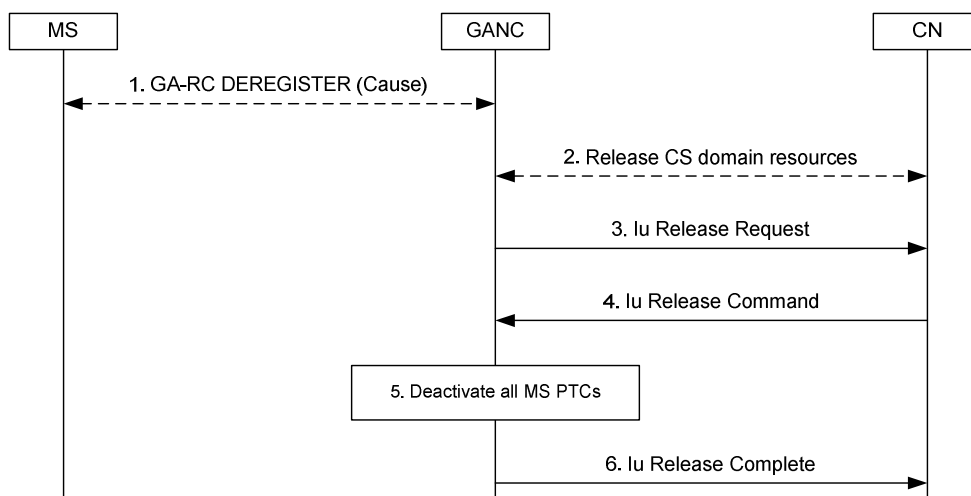 MS
GANC
CN
1. GA-RC DEREGISTER (Cause)
2. Release CS domain resources
3. Iu Release Request
4. Iu Release Command
5. Deactivate all MS PTCs
6. Iu Release Complete